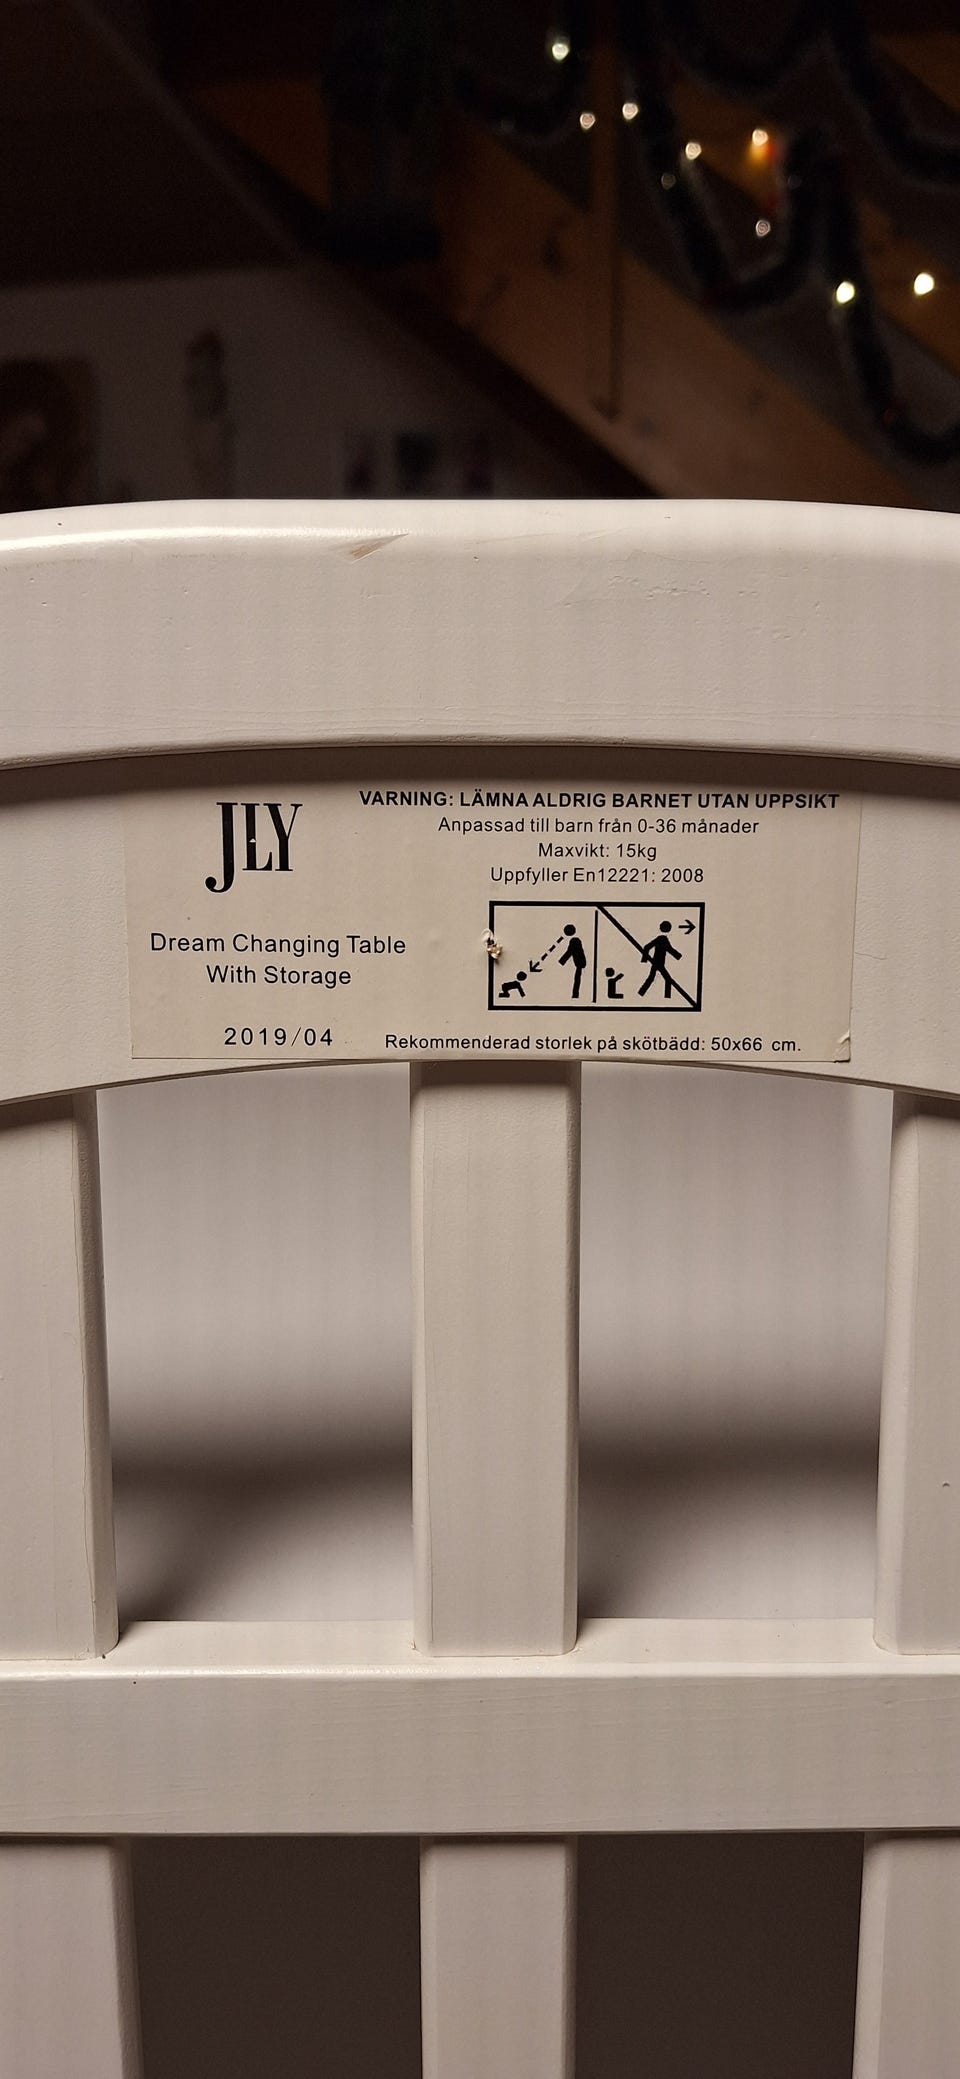 JLY
Dream Changing Table
With Storage
2019/04
VARNING: LÄMNA ALDRIG BARNET UTAN UPPSIKT
Anpassad till barn från 0-36 månader
Maxvikt: 15kg
Uppfyller En12221: 2008
Rekommenderad storlek på skötbädd: 50x66 cm.